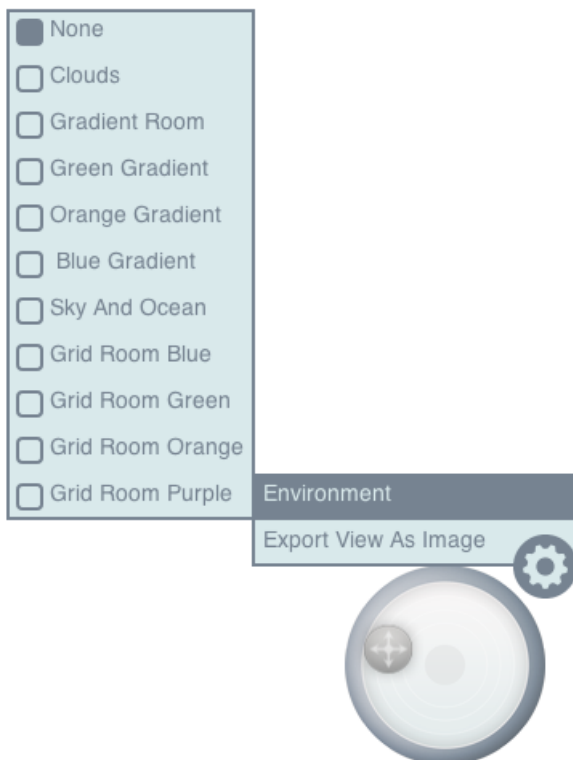 None
Clouds
Gradient Room
Green Gradient
Orange Gradient
Blue Gradient
Sky And Ocean
Grid Room Blue
Grid Room Green
Grid Room Orange
Grid Room Purple
Environment
Export View As Image